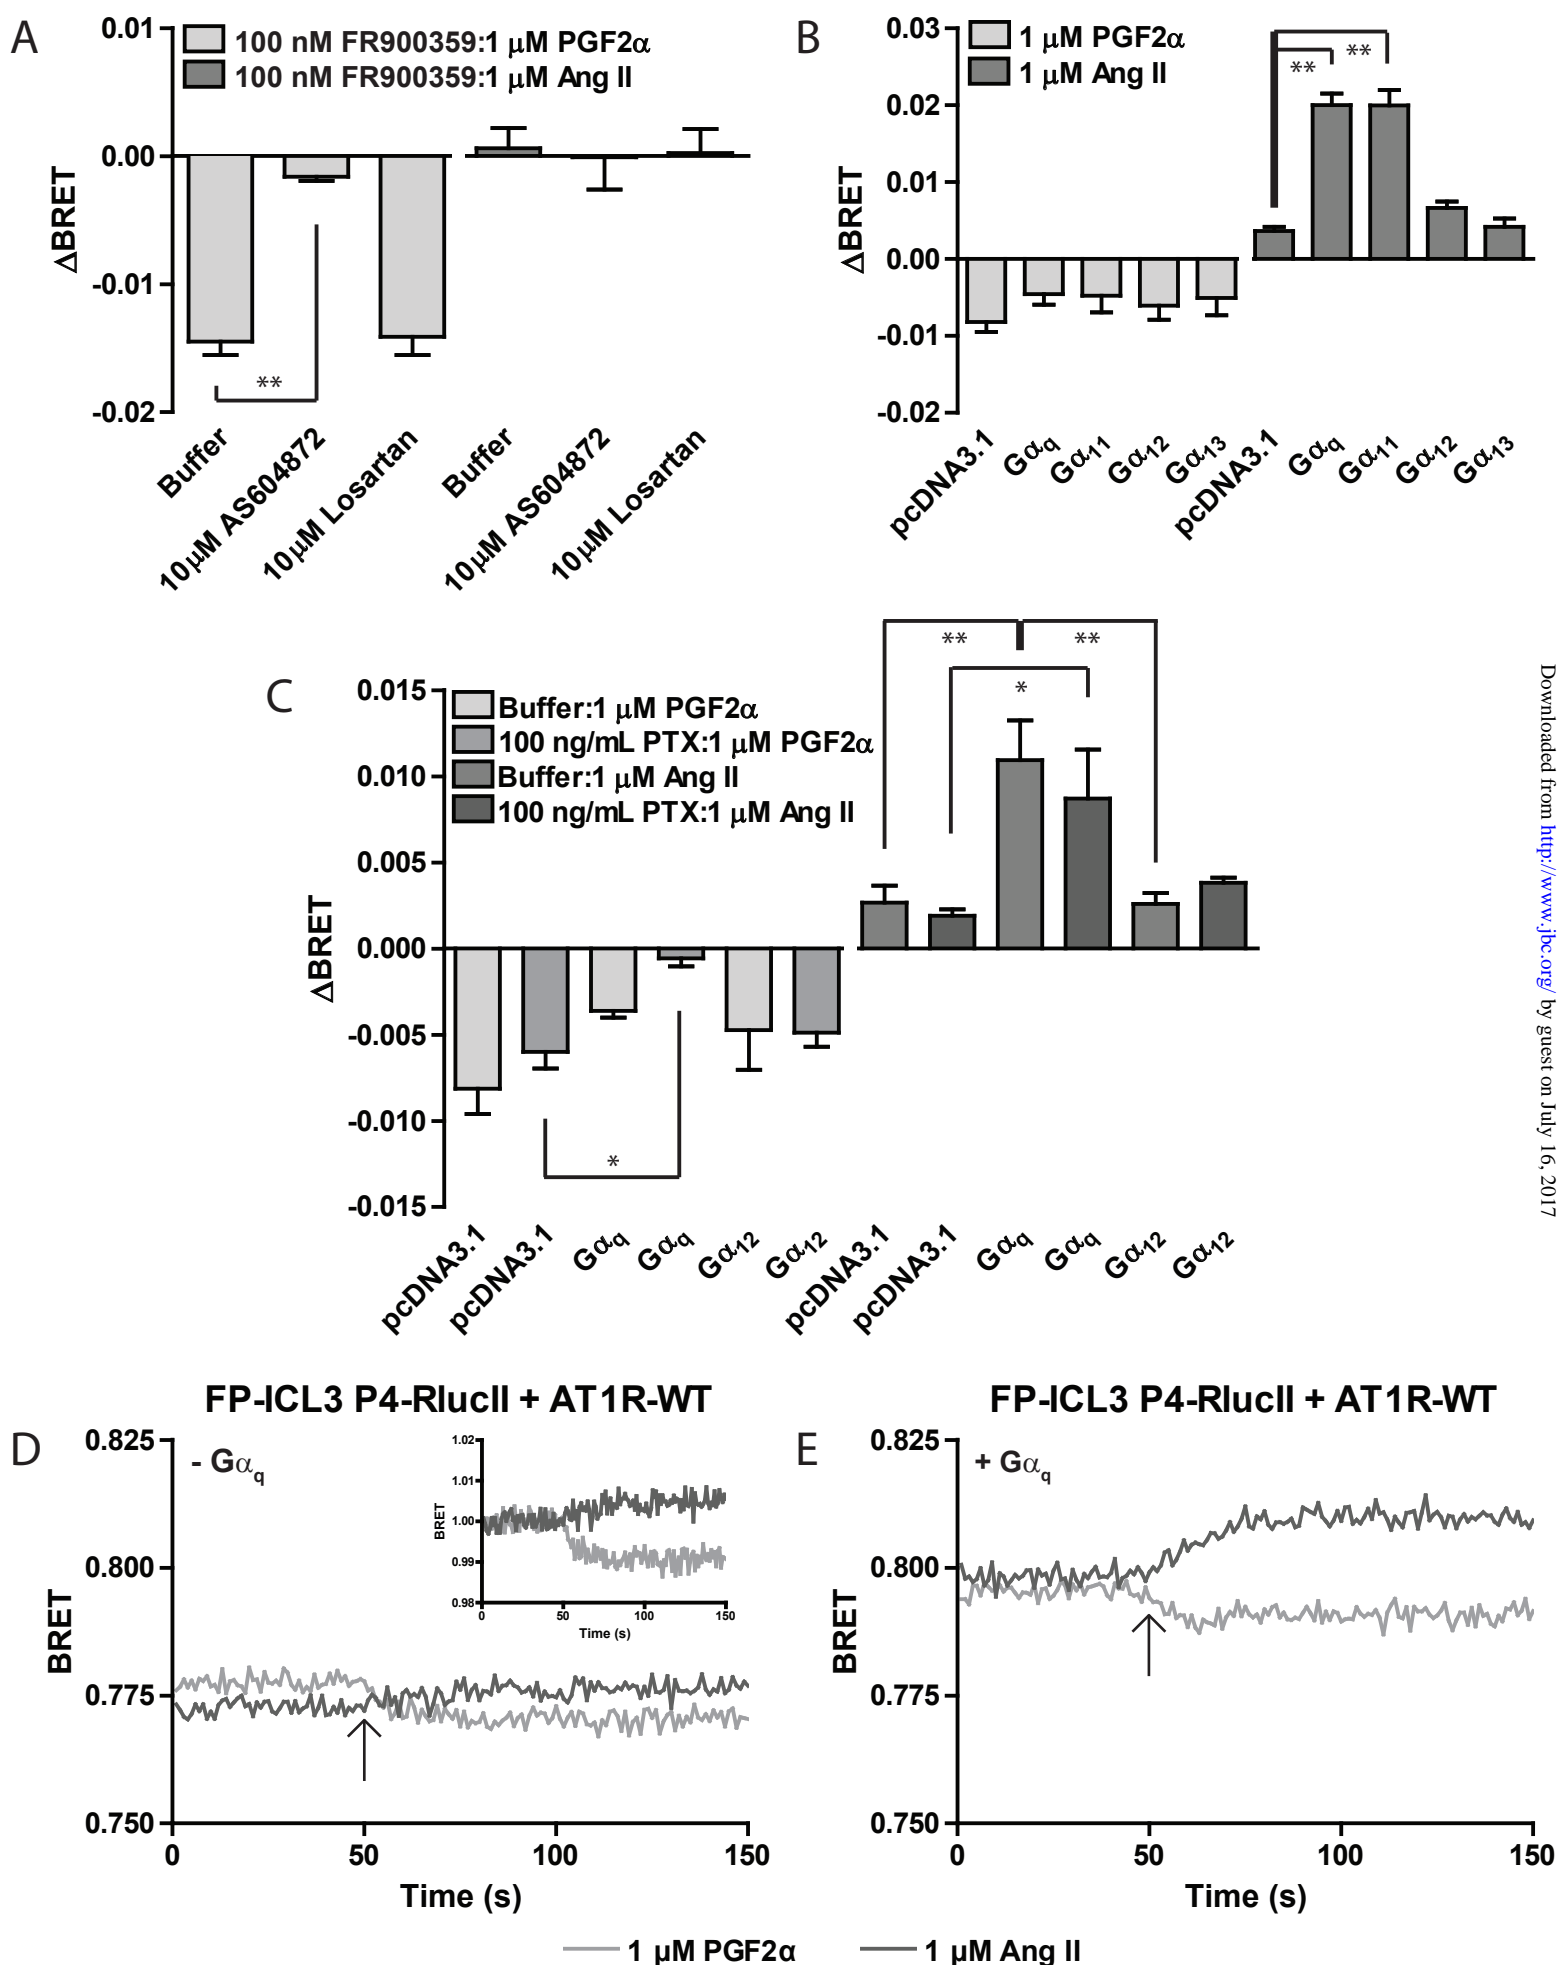 A
0.01
0.00
-0.01
-0.02
ΔBRET
100 nM FR900359:1 μM PGF2α
100 nM FR900359:1 μM Ang II
**
Buffer
10μM AS604872
10μM Losartan
Buffer
10μM AS604872
10μM Losartan
B
0.03
0.02
0.01
0.00
-0.01
-0.02
ΔBRET
1 μM PGF2α
1 μM Ang II
**
**
pcDNA3.1
Gαq
Gα11
Gα12
Gα13
pcDNA3.1
Gαq
Gα11
Gα12
Gα13
C
0.015
0.010
0.005
0.000
-0.005
-0.010
-0.015
ΔBRET
Buffer:1 μM PGF2α
100 ng/mL PTX:1 μM PGF2α
Buffer:1 μM Ang II
100 ng/mL PTX:1 μM Ang II
**
**
*
*
pcDNA3.1
pcDNA3.1
Gαq
Gαq
Gα12
Gα12
pcDNA3.1
pcDNA3.1
Gαq
Gαq
Gα12
Gα12
FP-ICL3 P4-RlucII + AT1R-WT
D
0.825
0.800
0.775
0.750
BRET
- Gαq
1.02
1.01
1.00
0.99
0.98
BRET
0
50
100
150
Time (s)
0
50
100
150
Time (s)
FP-ICL3 P4-RlucII + AT1R-WT
E
0.825
0.800
0.775
0.750
BRET
+ Gαq
0
50
100
150
Time (s)
1 μM PGF2α
1 μM Ang II
Downloaded from http://www.jbc.org/ by guest on July 16, 2017